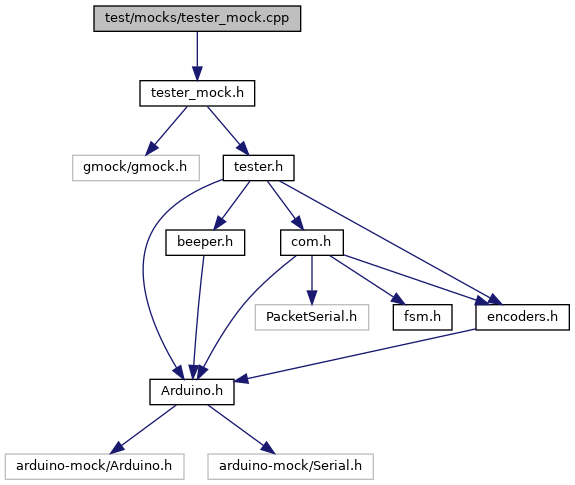 test/mocks/tester_mock.cpp
tester_mock.h
gmock/gmock.h
tester.h
beeper.h
com.h
PacketSerial.h
fsm.h
encoders.h
Arduino.h
arduino-mock/Arduino.h
arduino-mock/Serial.h